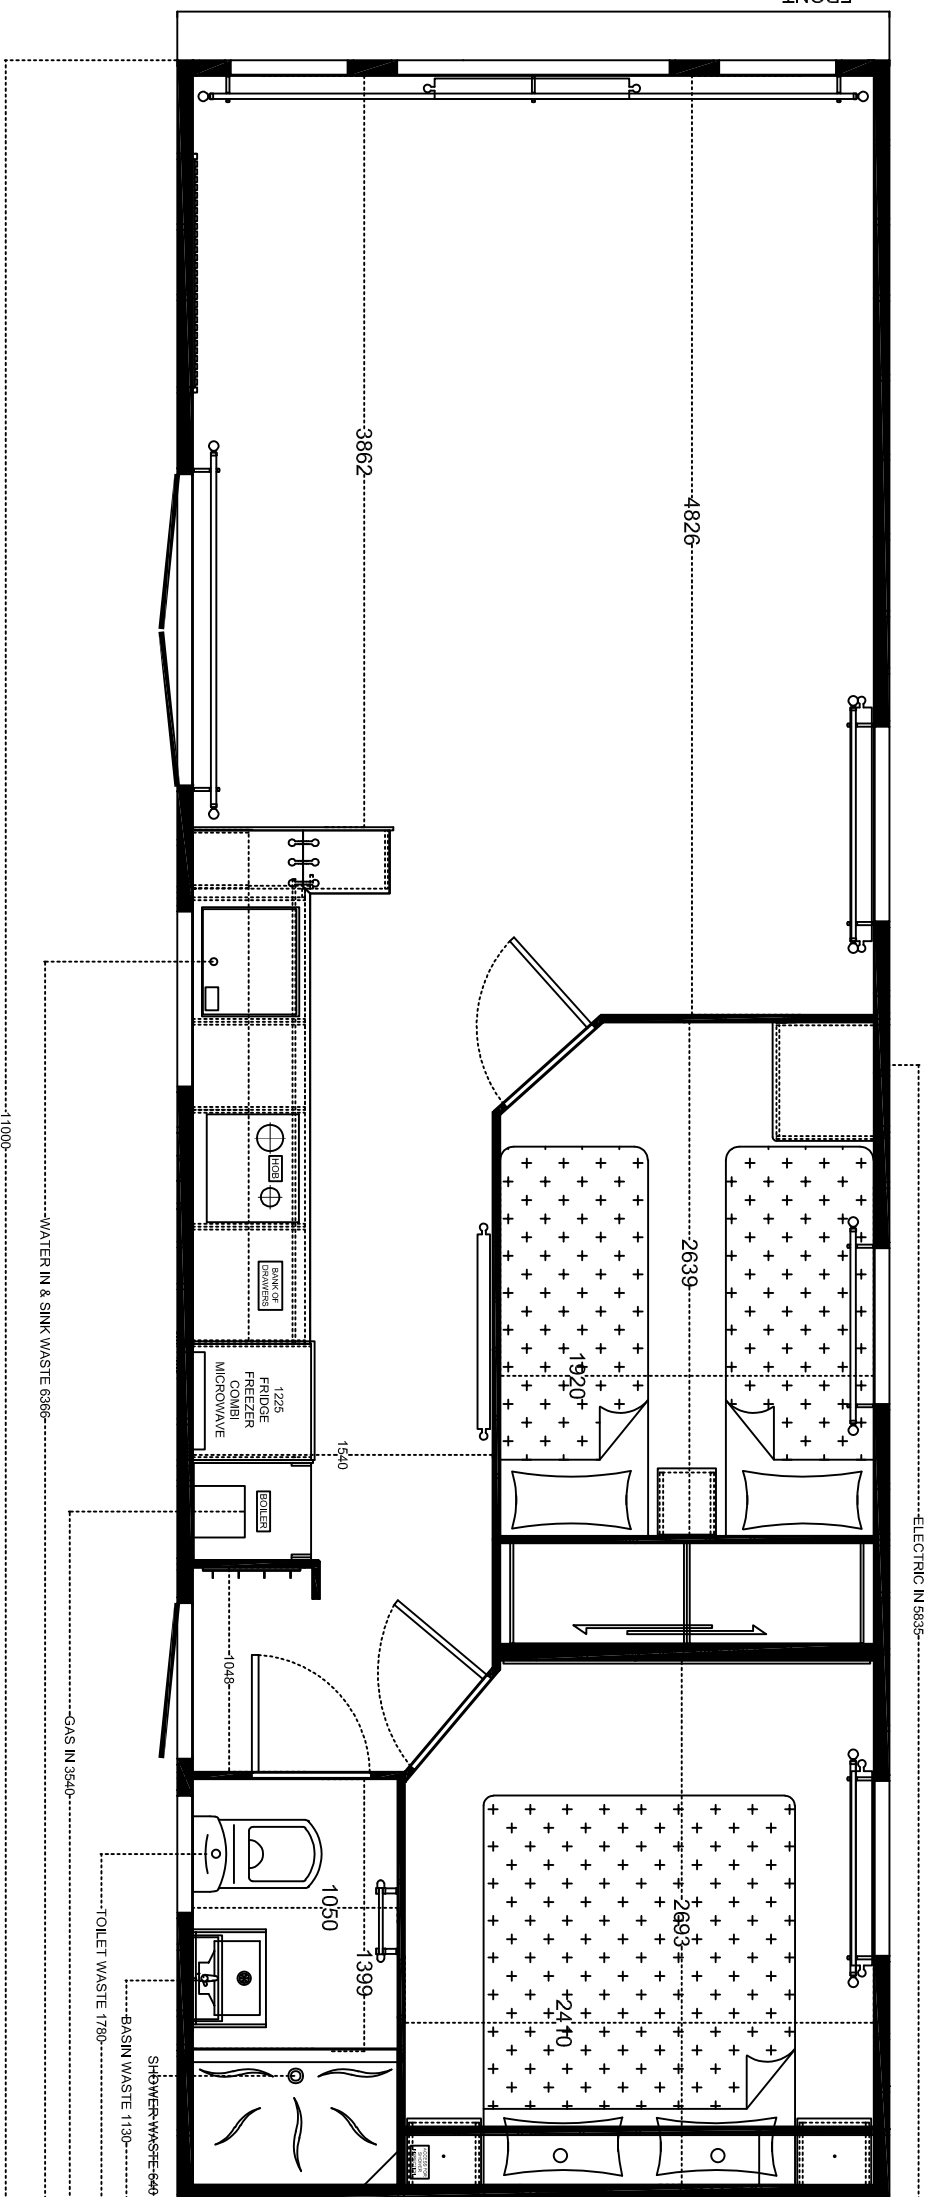 FRONT
3862
4826
11000
WATER IN & SINK WASTE 6366
HOB
BANK OF
DRAWERS
1225
FRIDGE
FREEZER
COMBI
MICROWAVE
1540
BOILER
2639
1920
ELECTRIC IN 5835
1048
GAS IN 3540
1050
1399
2693
2410
TOILET WASTE 1780
BASIN WASTE 1130
SHOWER WASTE 640